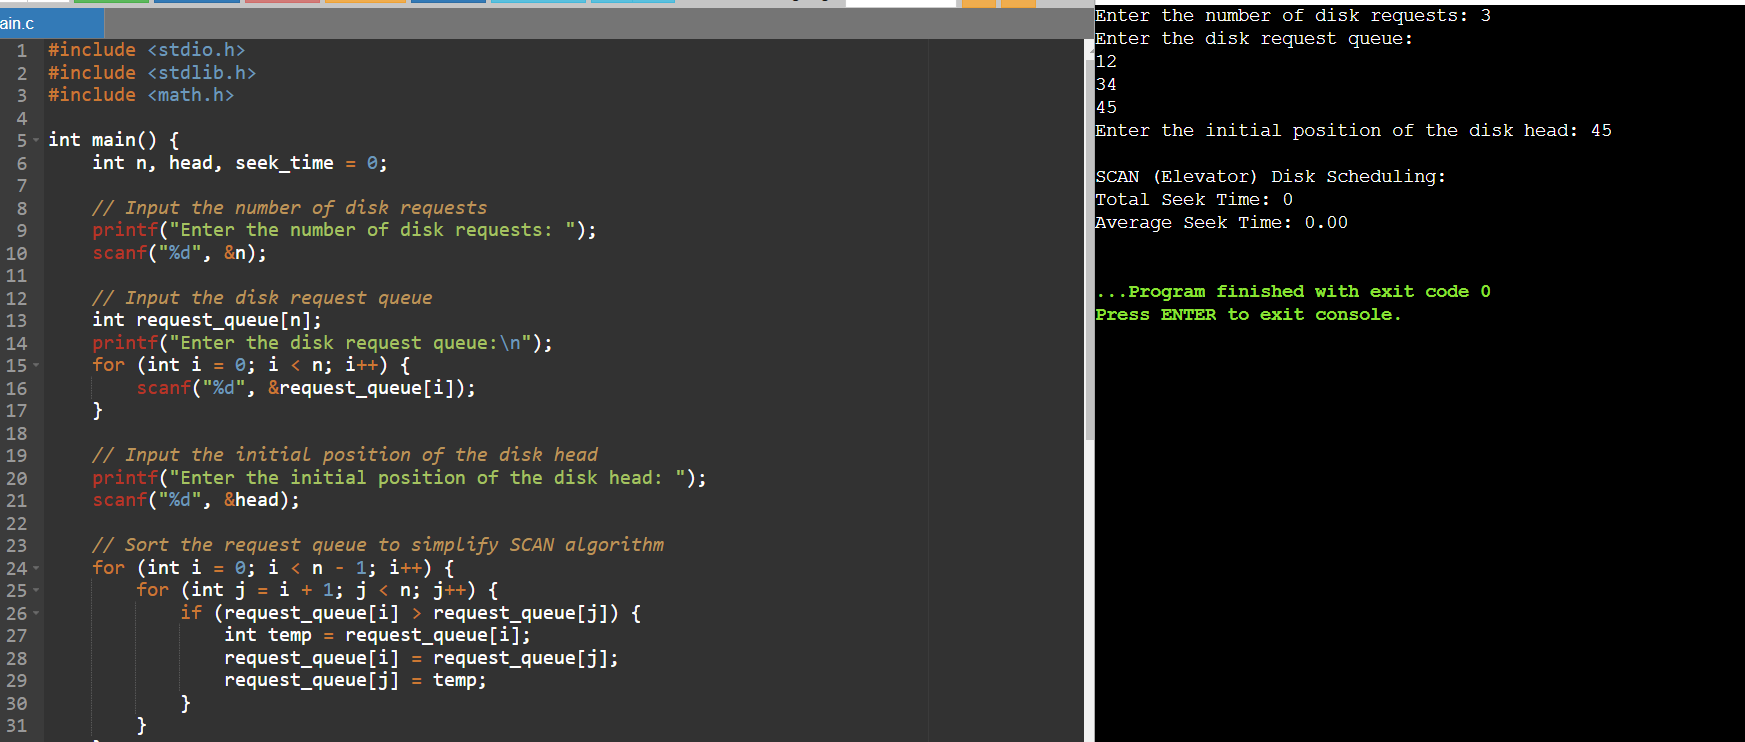 ain.c
1 #include <stdio.h>
2 #include <stdlib.h>
3 #include <math.h>
4
5 int main() {
6     int n, head, seek_time = 0;
7
8     // Input the number of disk requests
9     printf("Enter the number of disk requests: ");
10     scanf("%d", &n);
11
12     // Input the disk request queue
13     int request_queue[n];
14     printf("Enter the disk request queue:\n");
15     for (int i = 0; i < n; i++) {
16         scanf("%d", &request_queue[i]);
17     }
18
19     // Input the initial position of the disk head
20     printf("Enter the initial position of the disk head: ");
21     scanf("%d", &head);
22
23     // Sort the request queue to simplify SCAN algorithm
24     for (int i = 0; i < n - 1; i++) {
25         for (int j = i + 1; j < n; j++) {
26             if (request_queue[i] > request_queue[j]) {
27                 int temp = request_queue[i];
28                 request_queue[i] = request_queue[j];
29                 request_queue[j] = temp;
30             }
31         }
Enter the number of disk requests: 3
Enter the disk request queue:
12
34
45
Enter the initial position of the disk head: 45
SCAN (Elevator) Disk Scheduling:
Total Seek Time: 0
Average Seek Time: 0.00
...Program finished with exit code 0
Press ENTER to exit console.